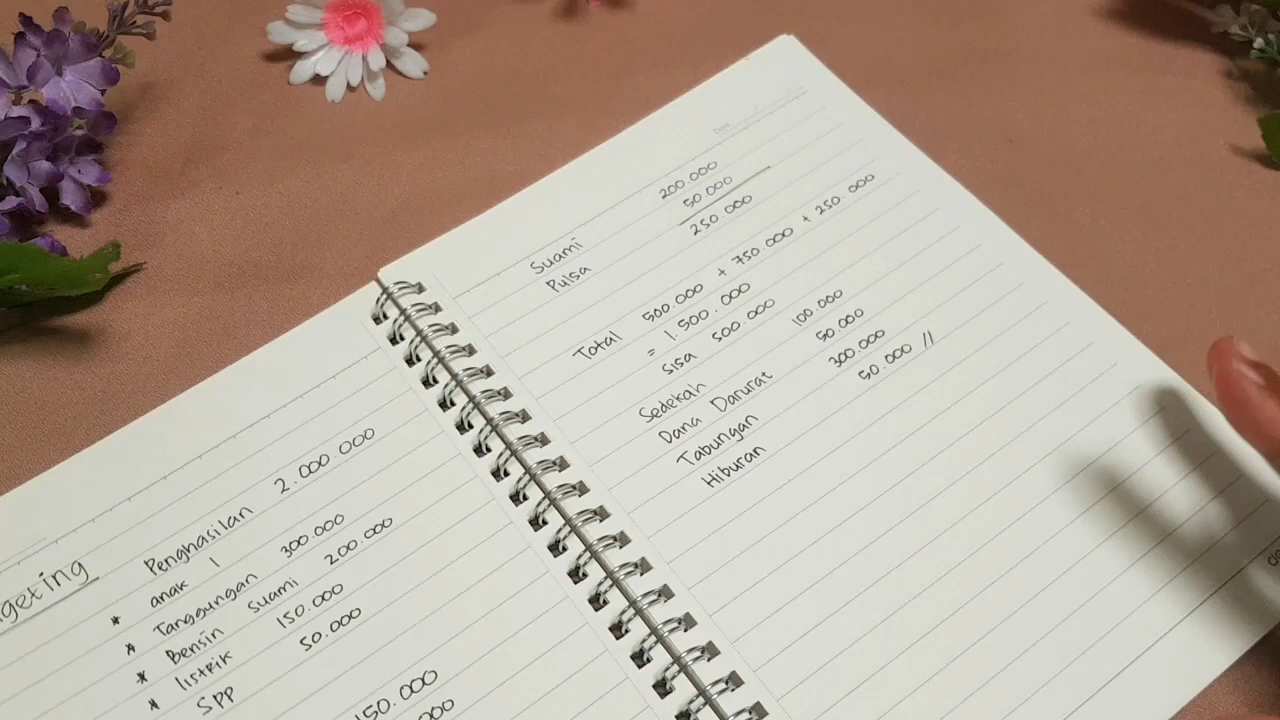 geting
Penghasilan 2.000.000
* anak 1
* Tanggungan 300.000
* Bensin Suami 200.000
* listrik 150.000
SPP 50.000
150.000
Suami 200.000
Pulsa 50.000
250.000
Total 500.000 + 750.000 + 250.000
= 1.500.000
sisa 500.000
Sedekah 100.000
Dana Darurat 50.000
Tabungan 300.000
Hiburan 50.000 //